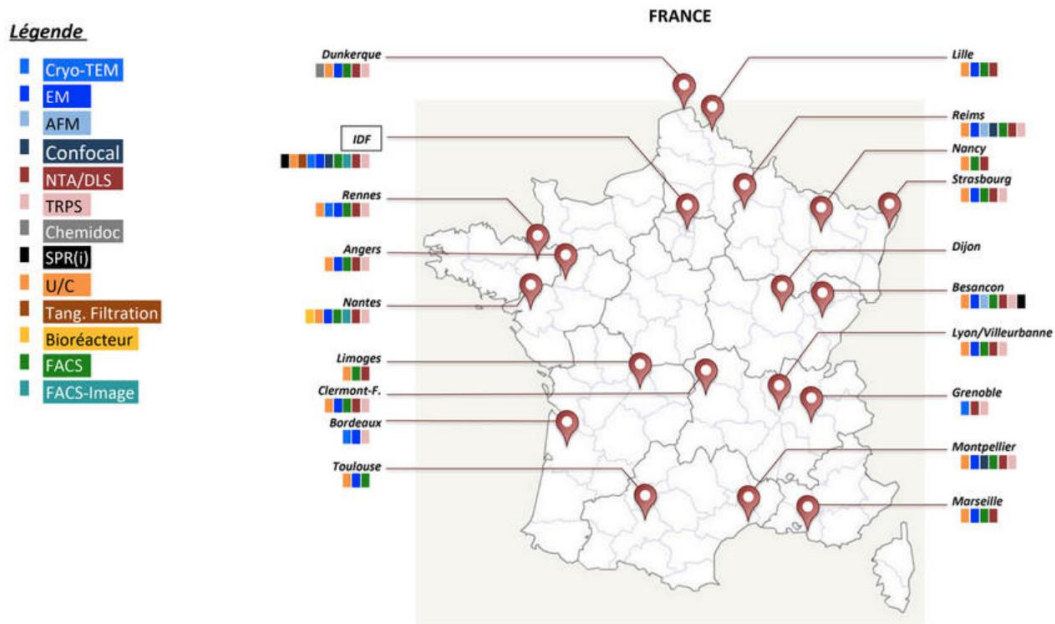 FRANCE
Légende
Cryo-TEM
EM
AFM
Confocal
NTA/DLS
TRPS
Chemidoc
SPR(i)
U/C
Tang. Filtration
Bioréacteur
FACS
FACS-Image
Dunkerque
IDF
Rennes
Angers
Nantes
Limoges
Clermont-F.
Bordeaux
Toulouse
Lille
Reims
Nancy
Strasbourg
Dijon
Besancon
Lyon/Villeurbanne
Grenoble
Montpellier
Marseille